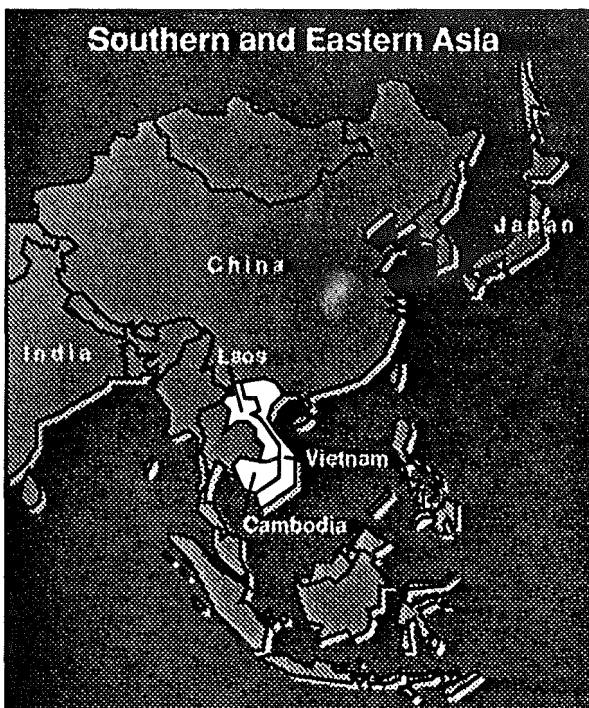 Southern and Eastern Asia
Japan
China
India
Laos
Vietnam
Cambodia